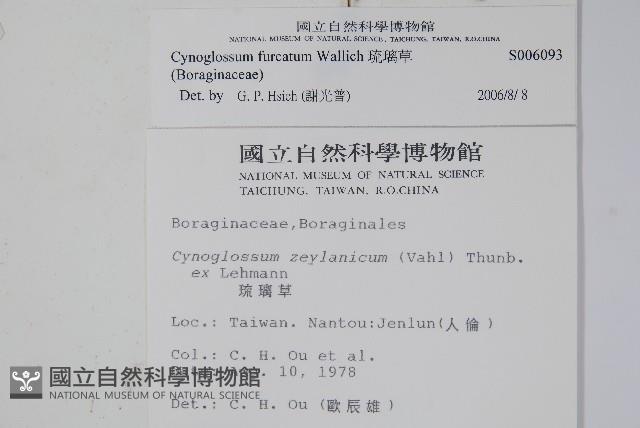 國立自然科學博物館
NATIONAL MUSEUM OF NATURAL SCIENCE, TAICHUNG, TAIWAN, R.O.CHINA
Cynoglossum furcatum Wallich 琉璃草 S006093
(Boraginaceae)
Det. by G. P. Hsich (謝光普) 2006/8/ 8
國立自然科學博物館
NATIONAL MUSEUM OF NATURAL SCIENCE
TAICHUNG, TAIWAN, R.O.CHINA
Boraginaceae,Boraginales
Cynoglossum zeylanicum (Vahl) Thunb.
ex Lehmann
琉璃草
Loc.: Taiwan. Nantou:Jenlun(人倫)
Col.: C. H. Ou et al.
10, 1978
Det.: C. H. Ou (歐辰雄)
國立自然科學博物館
NATIONAL MUSEUM OF NATURAL SCIENCE